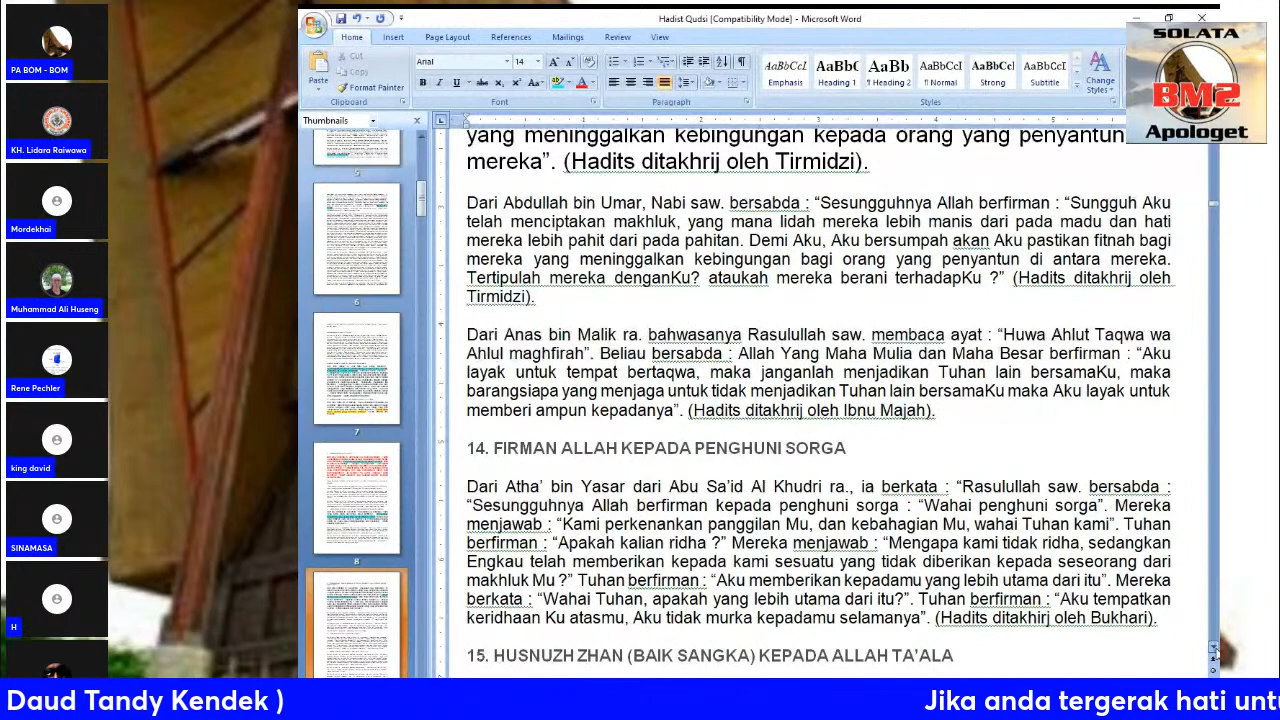 PA BOM - BOM
KH. Lidara Raiwawa
Mordekhai
Muhammad Ali Huseng
Rene Pechler
king david
SINAMASA
H
Hadist Qudsi [Compatibility Mode] - Microsoft Word
Home Insert Page Layout References Mailings Review View
Paste
Cut
Copy
Format Painter
Clipboard
Arial 14
Font
Paragraph
AaBbCcI AaBbC AaBb AaBbCcI AaBbCcI AaBbCcI
Emphasis Heading 1 ¶ Heading 2 ¶ Normal Strong Subtitle
Change Styles
Styles
SOLATA
BM2
Apologet
Thumbnails
5
6
7
8
yang meninggalkan kebingungan kepada orang yang penyantun
mereka”. (Hadits ditakhrij oleh Tirmidzi).
Dari Abdullah bin Umar, Nabi saw. bersabda : “Sesungguhnya Allah berfirman : “Sungguh Aku
telah menciptakan makhluk, yang mana lidah mereka lebih manis dari pada madu dan hati
mereka lebih pahit dari pada pahitan. Demi Aku, Aku bersumpah akan Aku pastikan fitnah bagi
mereka yang meninggalkan kebingungan bagi orang yang penyantun di antara mereka.
Tertipulah mereka denganKu? ataukah mereka berani terhadapKu ?” (Hadits ditakhrij oleh
Tirmidzi).
Dari Anas bin Malik ra. bahwasanya Rasulullah saw. membaca ayat : “Huwa Ahlut Taqwa wa
Ahlul maghfirah”. Beliau bersabda : Allah yang Maha Mulia dan Maha Besar berfirman : “Aku
layak untuk tempat bertaqwa, maka janganlah menjadikan Tuhan lain bersamaKu, maka
barangsiapa yang menjaga untuk tidak menjadikan Tuhan lain bersamaKu maka Aku layak untuk
memberi ampun kepadanya”. (Hadits ditakhrij oleh Ibnu Majah).
14. FIRMAN ALLAH KEPADA PENGHUNI SORGA
Dari Atha’ bin Yasar dari Abu Sa’id Al Khudri ra., ia berkata : “Rasulullah saw. bersabda :
“Sesungguhnya Allah berfirman kepada penghuni sorga : “Wahai penghuni sorga”. Mereka
menjawab : “Kami perkenankan panggilan Mu, dan kebahagian Mu, wahai Tuhan kami”. Tuhan
berfirman : “Apakah kalian ridha ?” Mereka menjawab : “Mengapa kami tidak ridha, sedangkan
Engkau telah memberikan kepada kami sesuatu yang tidak diberikan kepada seseorang dari
makhluk Mu ?” Tuhan berfirman : “Aku memberikan kepadamu yang lebih utama dari itu”. Mereka
berkata: “Wahai Tuhan, apakah yang lebih utama dari itu?”. Tuhan berfirman : “Aku tempatkan
keridhaan Ku atasmu, Aku tidak murka kepadamu selamanya”. (Hadits ditakhrij oleh Bukhari).
15. HUSNUZH ZHAN (BAIK SANGKA) KEPADA ALLAH TA’ALA
Daud Tandy Kendek )
Jika anda tergerak hati untu